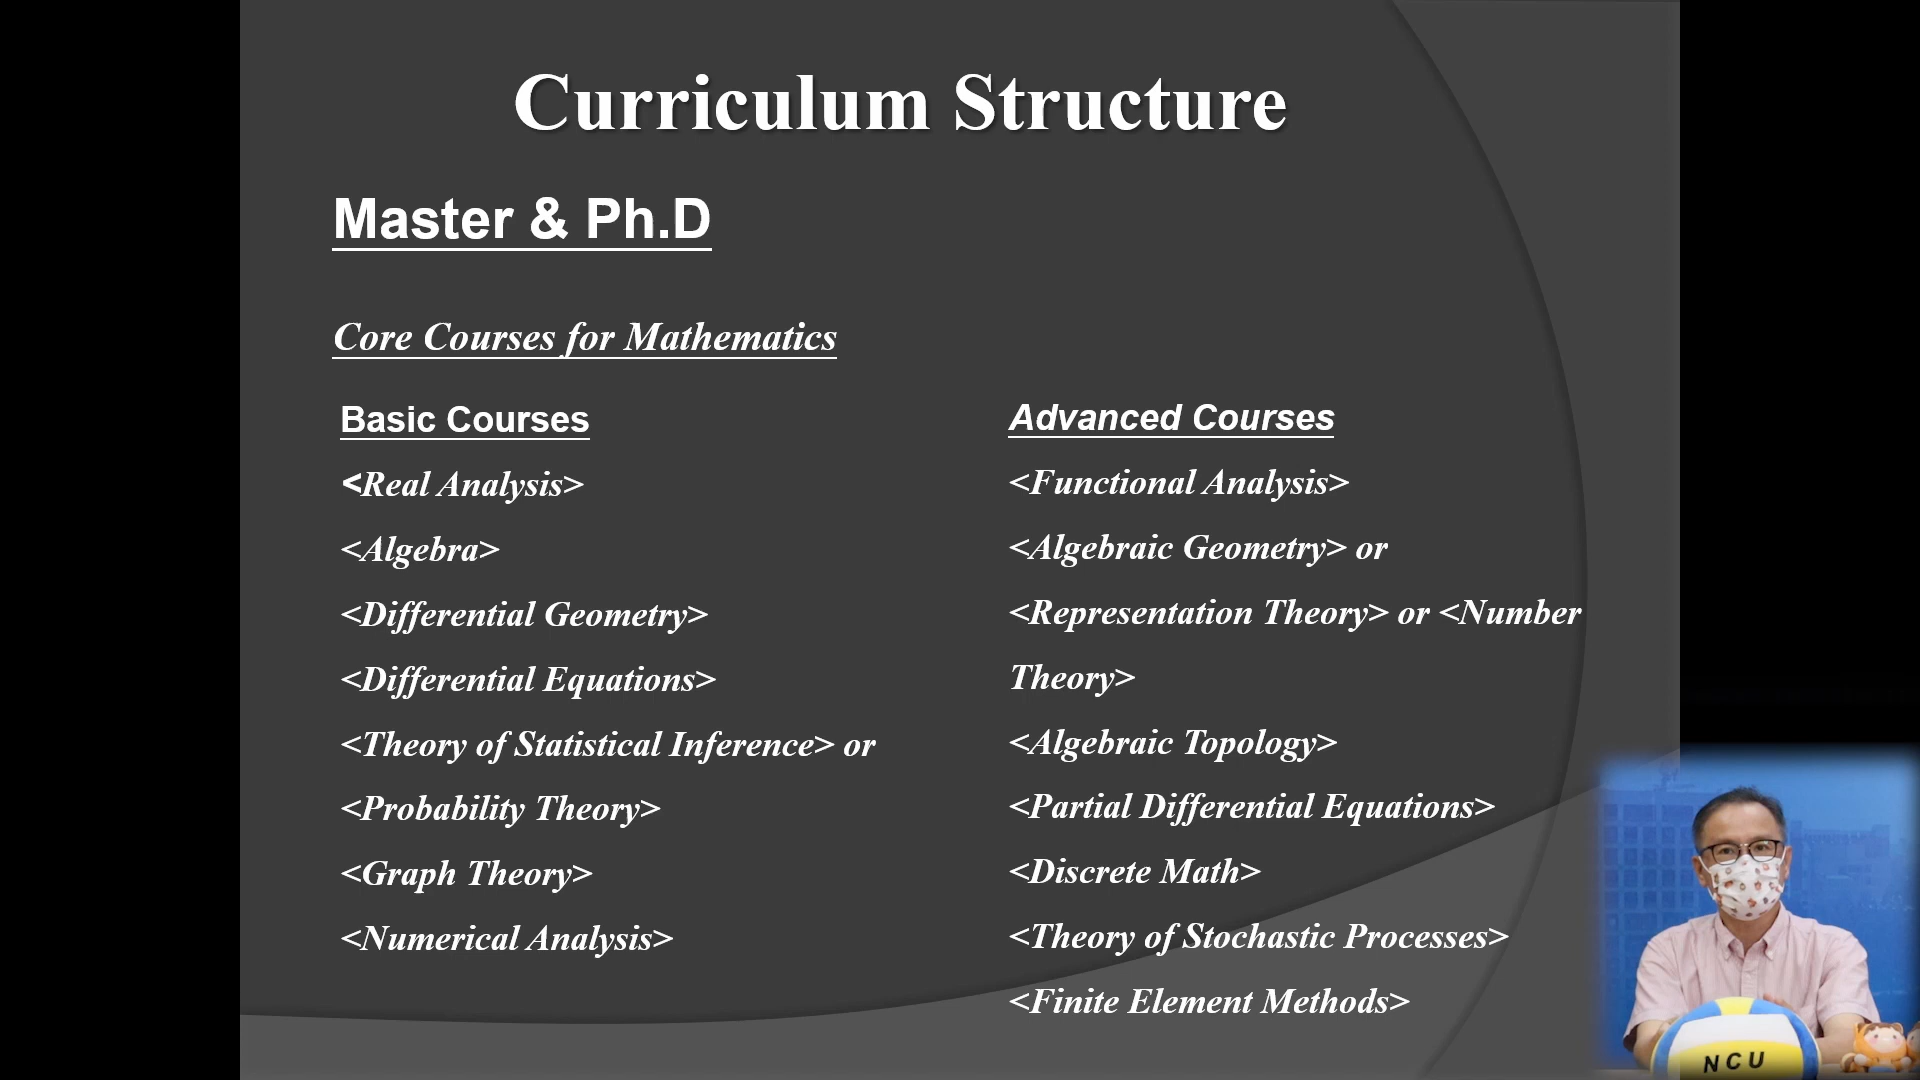 Curriculum Structure
Master & Ph.D
Core Courses for Mathematics
Basic Courses
<Real Analysis>
<Algebra>
<Differential Geometry>
<Differential Equations>
<Theory of Statistical Inference> or
<Probability Theory>
<Graph Theory>
<Numerical Analysis>
Advanced Courses
<Functional Analysis>
<Algebraic Geometry> or
<Representation Theory> or <Number
Theory>
<Algebraic Topology>
<Partial Differential Equations>
<Discrete Math>
<Theory of Stochastic Processes>
<Finite Element Methods>
NCU